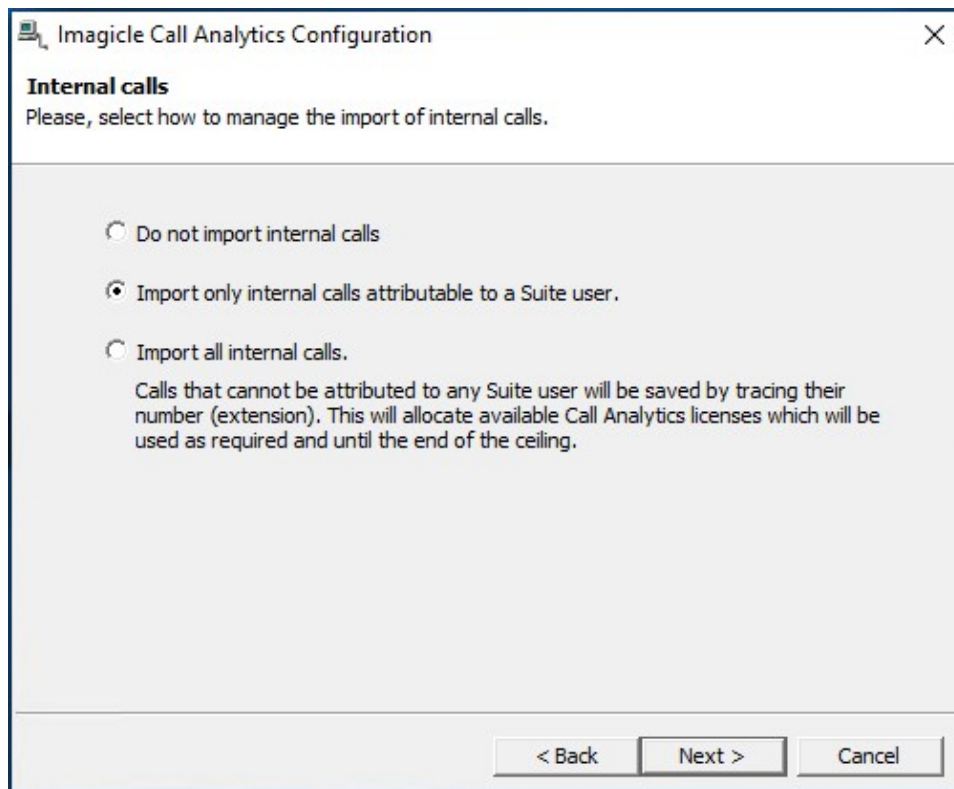 Imagicle Call Analytics Configuration
Internal calls
Please, select how to manage the import of internal calls.
Do not import internal calls
Import only internal calls attributable to a Suite user.
Import all internal calls.
Calls that cannot be attributed to any Suite user will be saved by tracing their
number (extension). This will allocate available Call Analytics licenses which will be
used as required and until the end of the ceiling.
< Back Next > Cancel